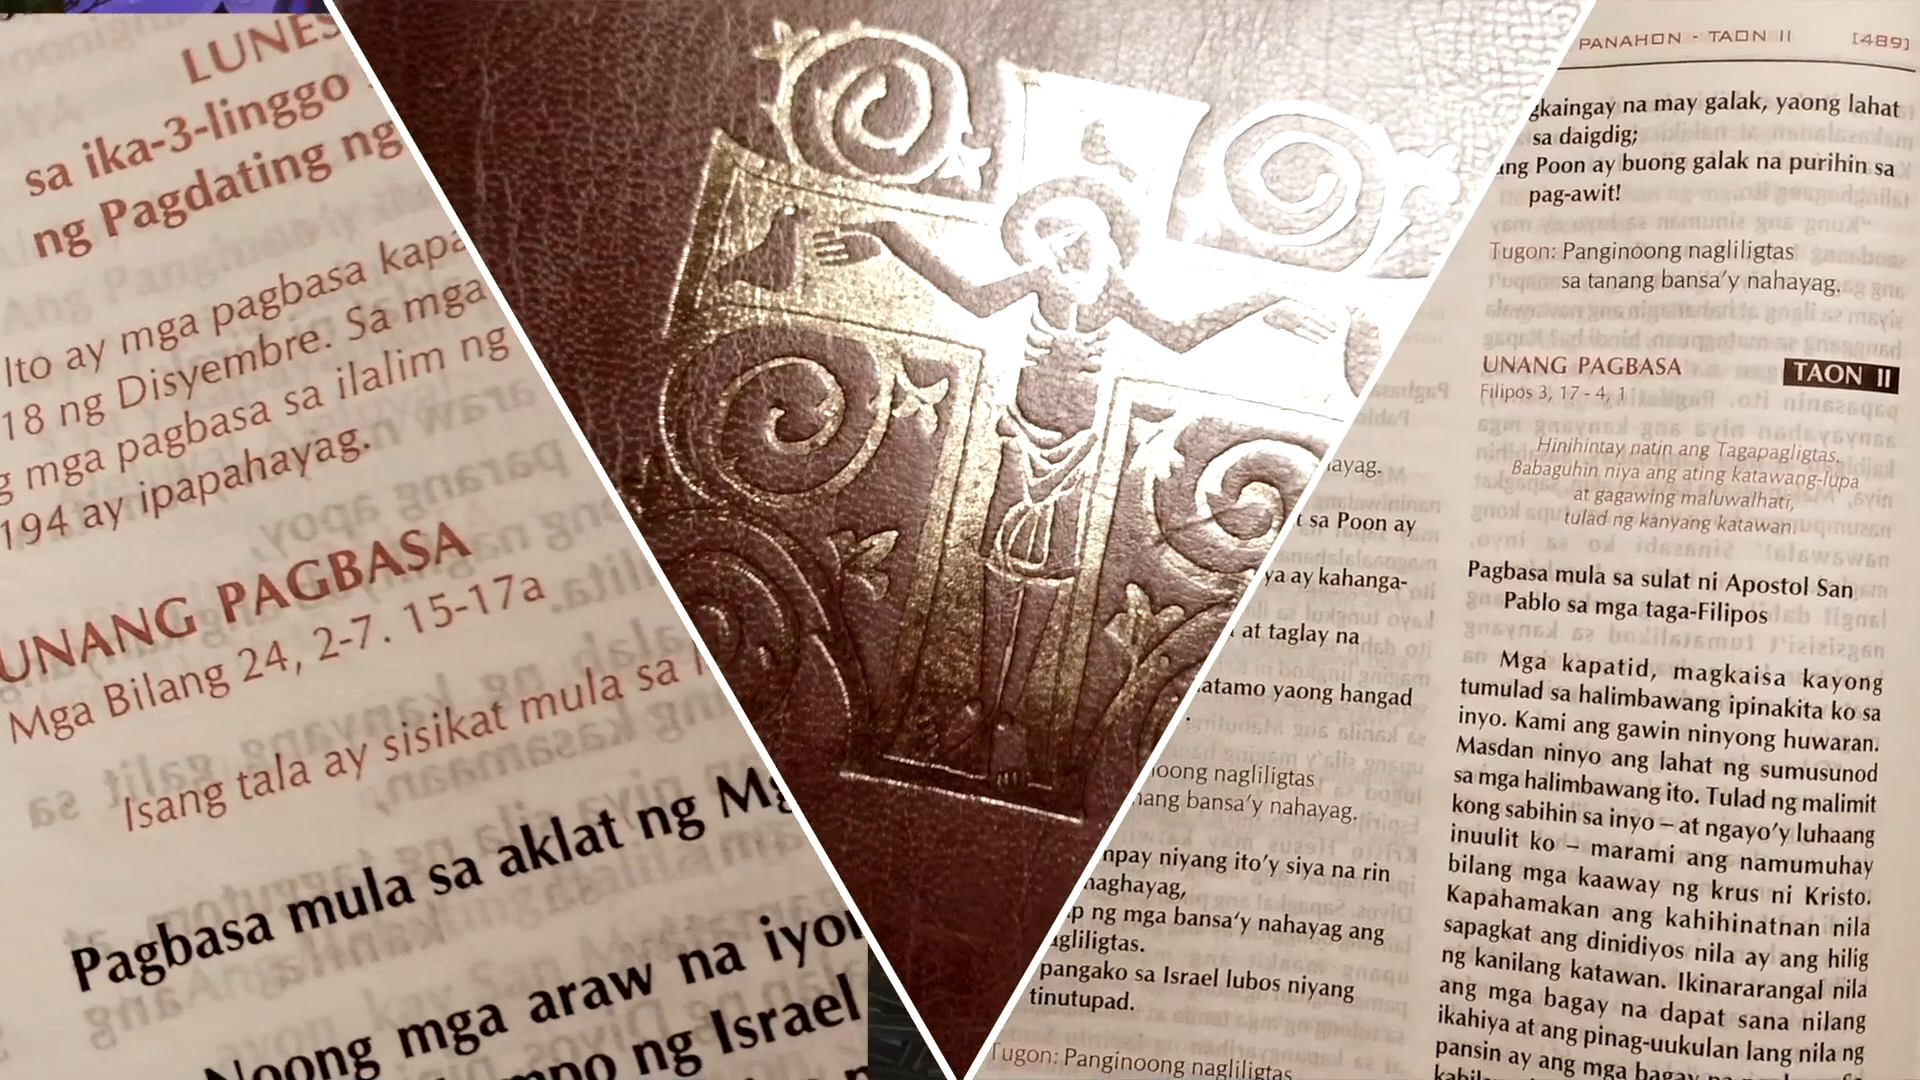 LUNES
sa ika-3-linggo
ng Pagdating ng
Ito ay mga pagbasa
18 ng Disyembre. Sa mga
mga pagbasa sa ilalim ng
194 ay ipapahayag.
UNANG PAGBASA
Mga Bilang 24, 2-7. 15-17a
Isang tala ay sisikat mula sa
Pagbasa mula sa aklat ng
Noong mga araw na
ng Israel
sa Poon ay
ya ay kahanga-
at taglay na
yaong hangad
nagliligtas
bansa’y nahayag.
niyang ito’y siya na rin
ng mga bansa’y nahayag ang
pangako sa Israel lubos niyang
tinutupad.
Tugon: Panginoong nagliligtas
PANAHON - TAON II [489]
na may galak, yaong lahat
sa daigdig;
Poon ay buong galak na purihin sa
pag-awit!
Tugon: Panginoong nagliligtas
sa tanang bansa’y nahayag.
UNANG PAGBASA TAON II
Filipos 3, 17 - 4, 1
Hinihintay natin ang Tagapagligtas.
Babaguhin niya ang ating katawang-lupa
at gagawing maluwalhati,
tulad ng kanyang katawan.
Pagbasa mula sa sulat ni Apostol San
Pablo sa mga taga-Filipos
Mga kapatid, magkaisa kayong
tumulad sa halimbawang ipinakita ko sa
inyo. Kami ang gawin ninyong huwaran.
Masdan ninyo ang lahat ng sumusunod
sa mga halimbawang ito. Tulad ng malimit
kong sabihin sa inyo – at ngayo’y luhaang
inuulit ko – marami ang namumuhay
bilang mga kaaway ng krus ni Kristo.
Kapahamakan ang kahihinatnan nila
sapagkat ang dinidiyos nila ay ang hilig
ng kanilang katawan. Ikinararangal nila
ang mga bagay na dapat sana nilang
ikahiya at ang pinag-uukulan lang nila ng
pansin ay ang mga bagay